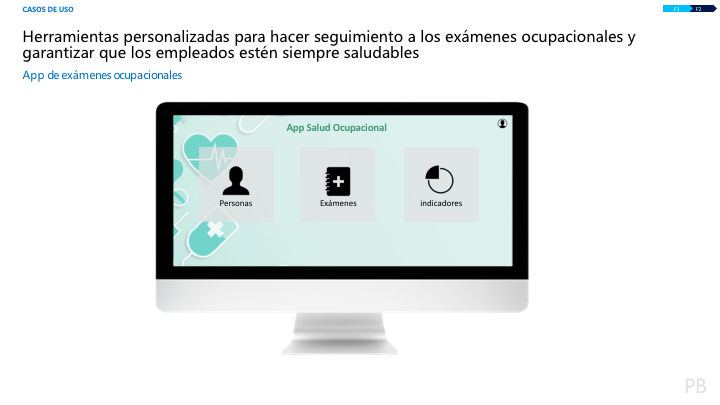 CASOS DE USO
F1 F2
Herramientas personalizadas para hacer seguimiento a los exámenes ocupacionales y
garantizar que los empleados estén siempre saludables
App de exámenes ocupacionales
App Salud Ocupacional
Personas Exámenes indicadores
PB